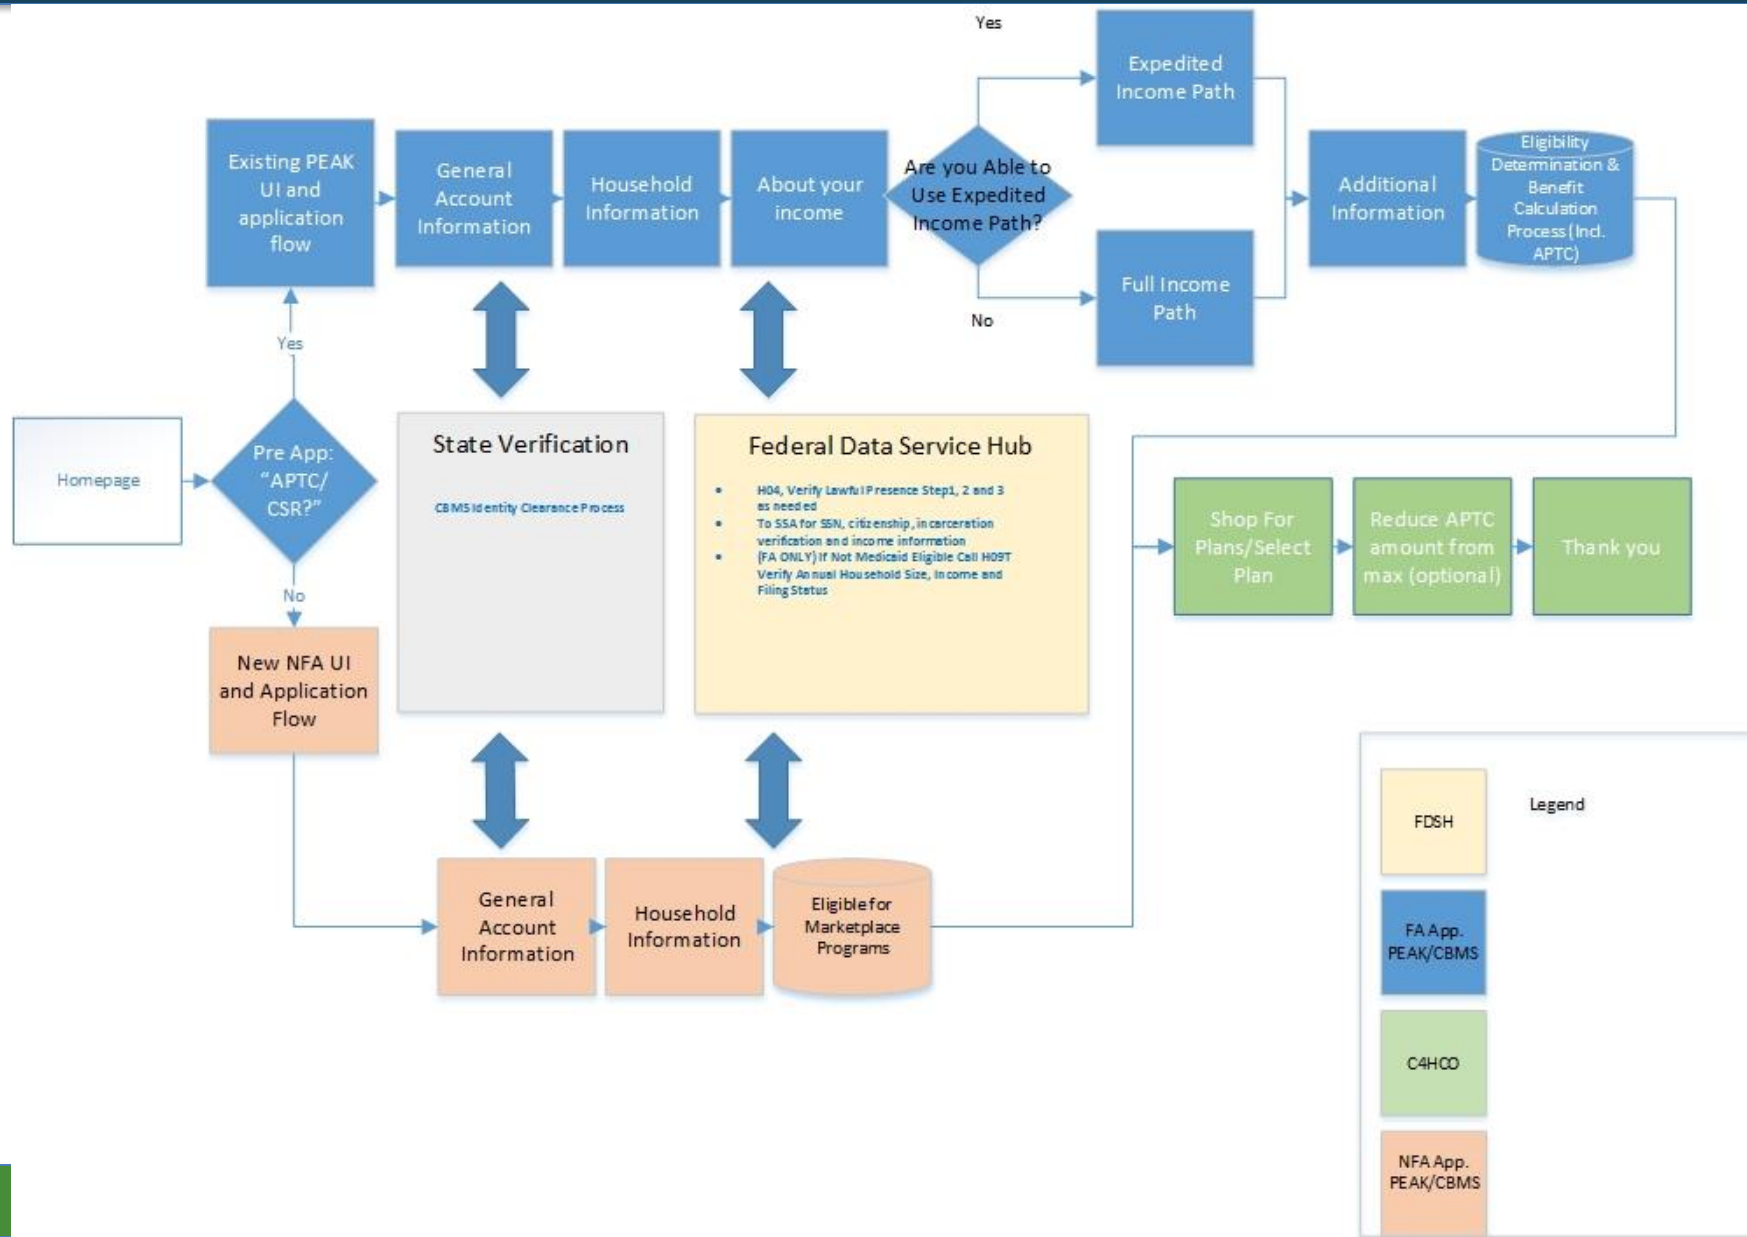 Yes
Expedited
Income Path
Existing PEAK
UI and
application
flow
General
Account
Information
Household
Information
About your
income
Are you Able to
Use Expedited
Income Path?
Additional
Information
Eligibility
Determination &
Benefit
Calculation
Process (Incl.
APTC)
Full Income
Path
No
Yes
Homepage
Pre App:
“APTC/
CSR?”
No
State Verification
CBMS Identity Clearance Process
Federal Data Service Hub
• H04, Verify Lawful Presence Step1, 2 and 3
as needed
• To SSA for SSN, citizenship, incarceration
verification and income information
• (FA ONLY) If Not Medicaid Eligible Call H09T
Verify Annual Household Size, Income and
Filing Status
Shop For
Plans/Select
Plan
Reduce APTC
amount from
max (optional)
Thank you
New NFA UI
and Application
Flow
General
Account
Information
Household
Information
Eligible for
Marketplace
Programs
Legend
FDSH
FA App.
PEAK/CBMS
C4HCO
NFA App.
PEAK/CBMS